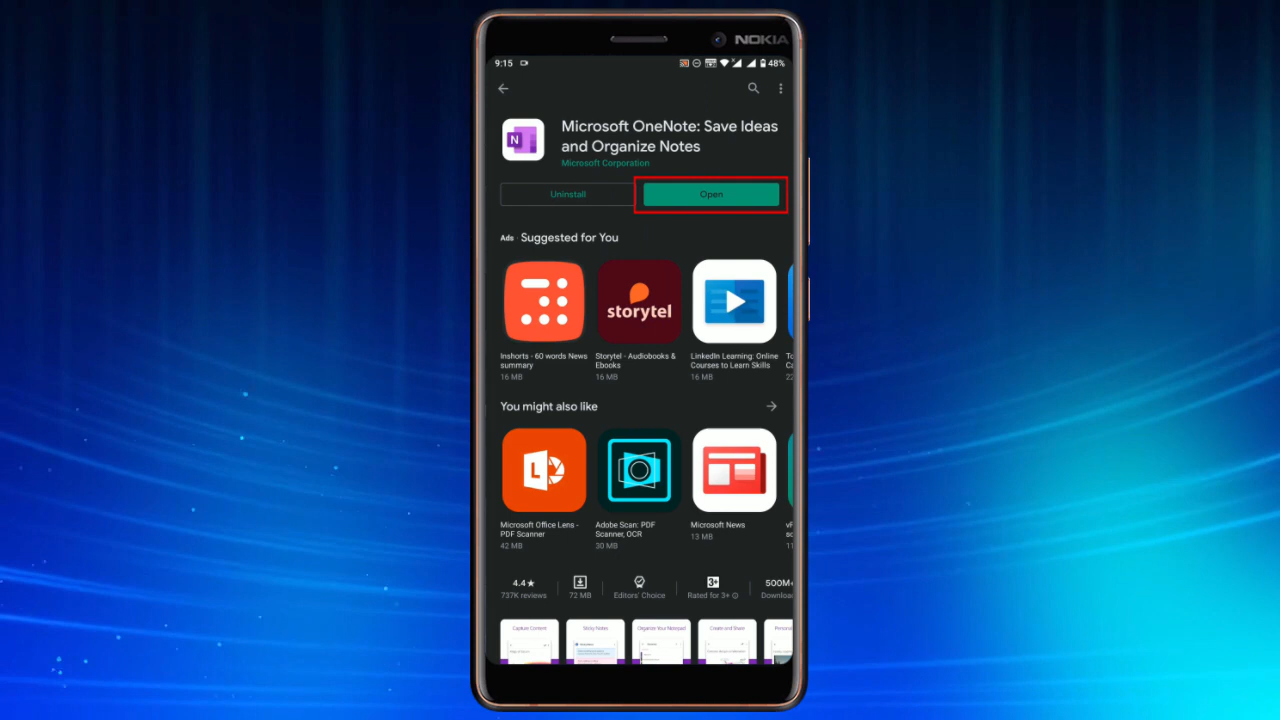 NOKIA
9:15
48%
Microsoft OneNote: Save Ideas
and Organize Notes
Microsoft Corporation
N
Uninstall
Open
Ads Suggested for You
storytel
Inshorts - 60 words News
summary
16 MB
Storytel - Audiobooks &
Ebooks
16 MB
LinkedIn Learning: Online
Courses to Learn Skills
16 MB
You might also like
L
Microsoft Office Lens -
PDF Scanner
42 MB
Adobe Scan: PDF
Scanner, OCR
30 MB
Microsoft News
13 MB
4.4★
737K reviews
72 MB
Editors' Choice
3+
Rated for 3+
500M+
Capture Content
Sticky Notes
Organize Your Notepad
Create and Share